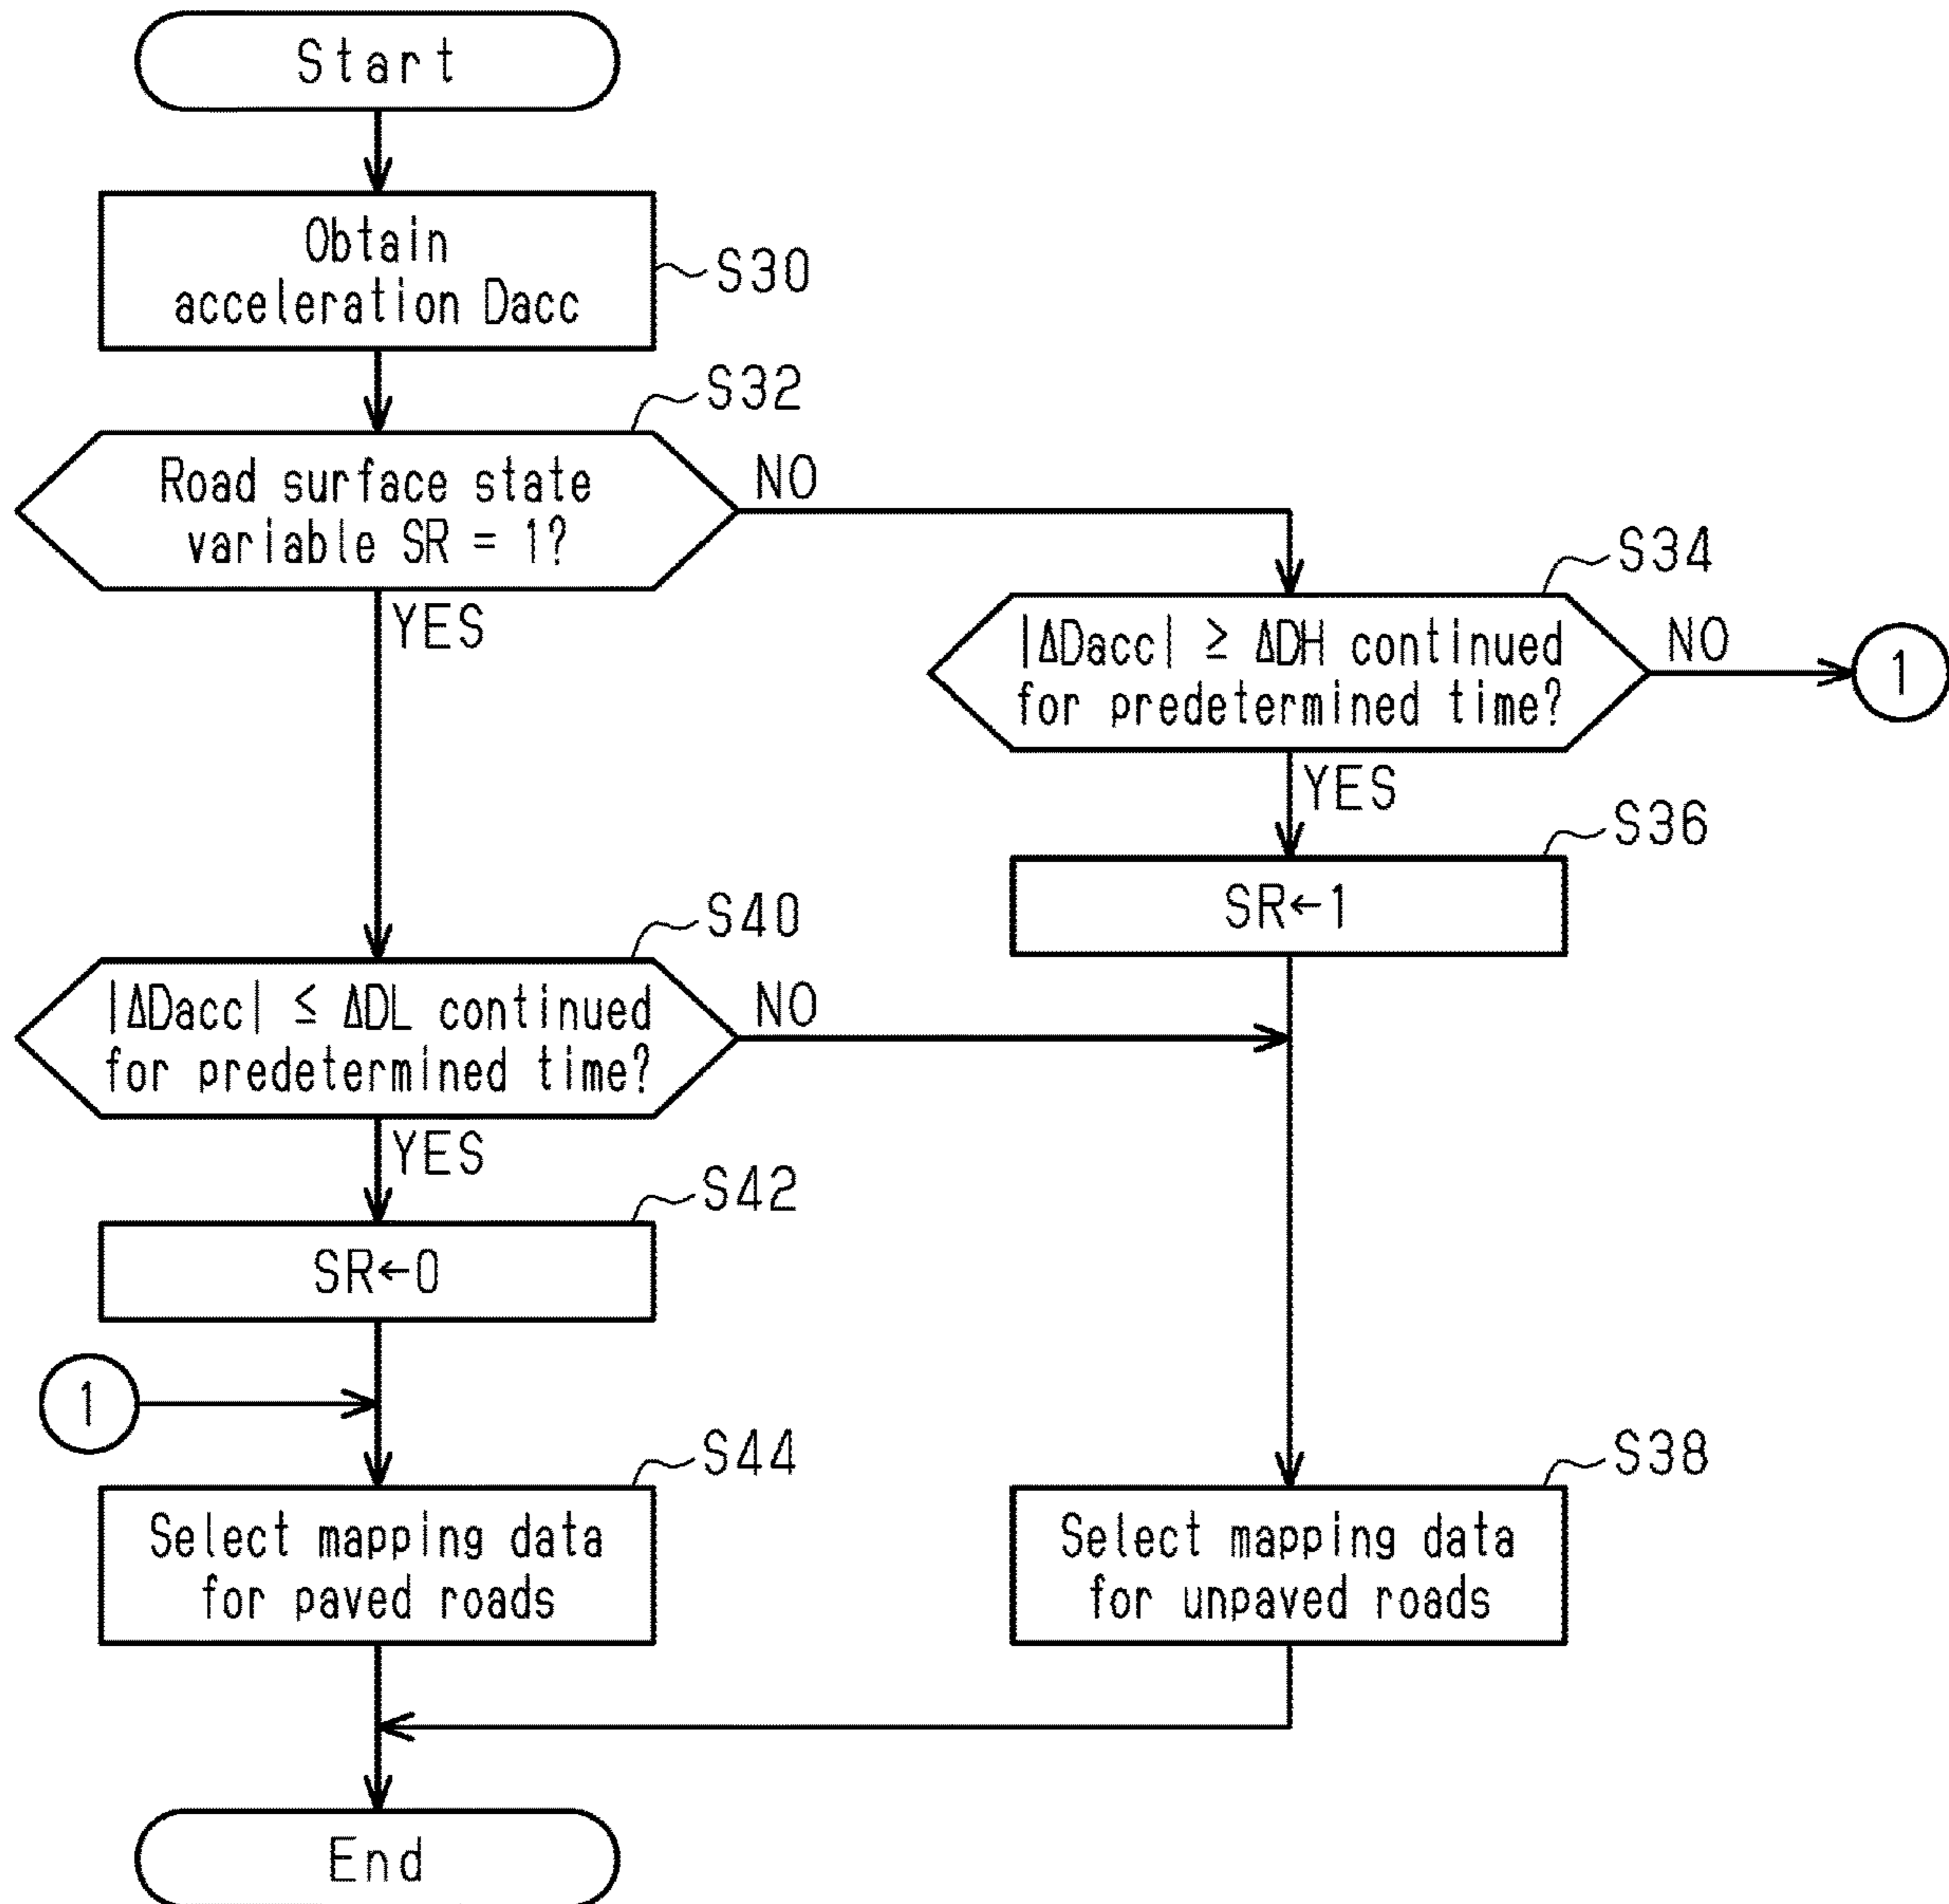 Start
Obtain
acceleration Dacc
S30
S32
Road surface state
variable SR = 1?
NO
YES
S34
|ΔDacc| ≥ ΔDH continued
for predetermined time?
NO
1
YES
S36
SR←1
S40
|ΔDacc| ≤ ΔDL continued
for predetermined time?
NO
YES
S42
SR←0
1
S44
Select mapping data
for paved roads
S38
Select mapping data
for unpaved roads
End